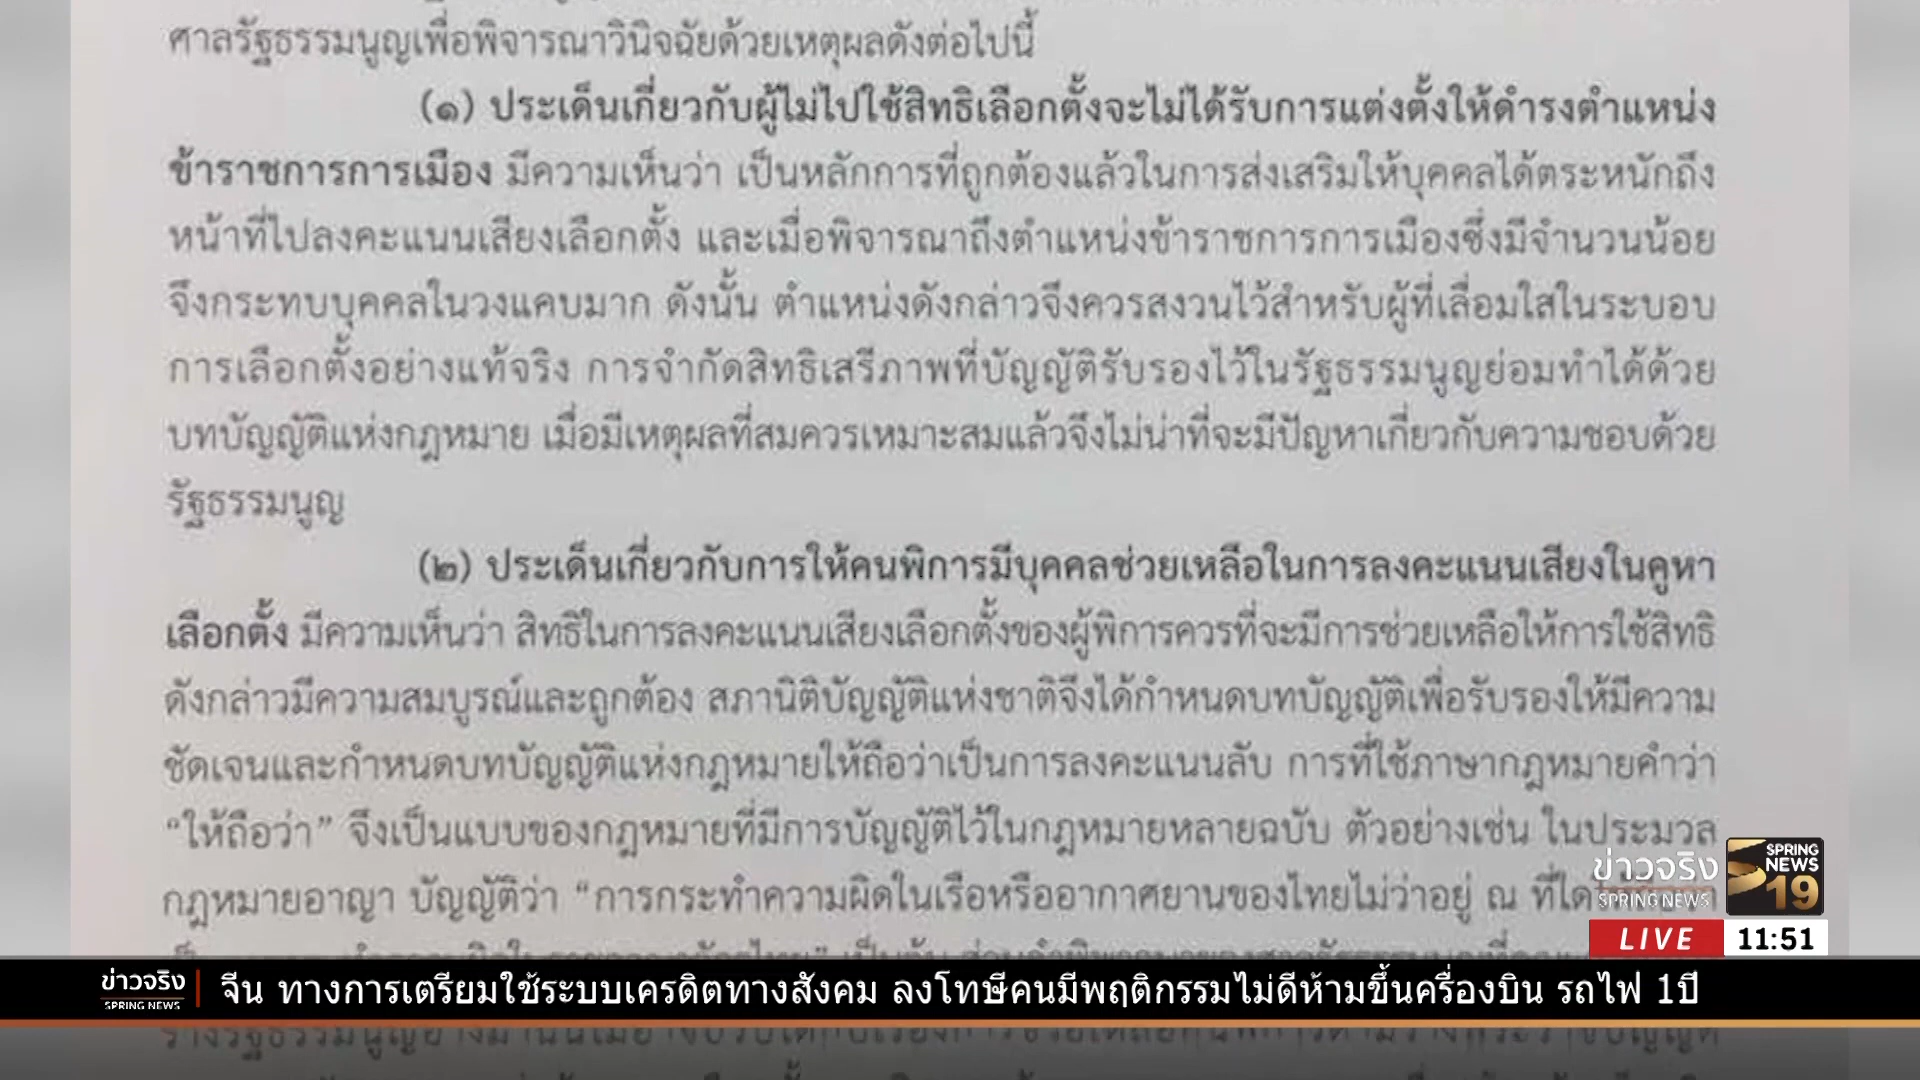 ศาลรัฐธรรมนูญเพื่อพิจารณาวินิจฉัยด้วยเหตุผลดังต่อไปนี้
(๑) ประเด็นเกี่ยวกับผู้ไม่ไปใช้สิทธิเลือกตั้งจะไม่ได้รับการแต่งตั้งให้ดำรงตำแหน่ง
ข้าราชการการเมือง มีความเห็นว่า เป็นหลักการที่ถูกต้องแล้วในการส่งเสริมให้บุคคลได้ตระหนักถึง
หน้าที่ไปลงคะแนนเสียงเลือกตั้ง และเมื่อพิจารณาถึงตำแหน่งข้าราชการการเมืองซึ่งมีจำนวนน้อย
จึงกระทบบุคคลในวงแคบมาก ดังนั้น ตำแหน่งดังกล่าวจึงควรสงวนไว้สำหรับผู้ที่เลื่อมใสในระบอบ
การเลือกตั้งอย่างแท้จริง การจำกัดสิทธิเสรีภาพที่บัญญัติรับรองไว้ในรัฐธรรมนูญย่อมทำได้ด้วย
บทบัญญัติแห่งกฎหมาย เมื่อมีเหตุผลที่สมควรเหมาะสมแล้วจึงไม่น่าที่จะมีปัญหาเกี่ยวกับความชอบด้วย
รัฐธรรมนูญ
(๒) ประเด็นเกี่ยวกับการให้คนพิการมีบุคคลช่วยเหลือในการลงคะแนนเสียงในคูหา
เลือกตั้ง มีความเห็นว่า สิทธิในการลงคะแนนเสียงเลือกตั้งของผู้พิการควรที่จะมีการช่วยเหลือให้การใช้สิทธิ
ดังกล่าวมีความสมบูรณ์และถูกต้อง สภานิติบัญญัติแห่งชาติจึงได้กำหนดบทบัญญัติเพื่อรับรองให้มีความ
ชัดเจนและกำหนดบทบัญญัติแห่งกฎหมายให้ถือว่าเป็นการลงคะแนนลับ การที่ใช้ภาษากฎหมายคำว่า
“ให้ถือว่า” จึงเป็นแบบของกฎหมายที่มีการบัญญัติไว้ในกฎหมายหลายฉบับ ตัวอย่างเช่น ในประมวล
กฎหมายอาญา บัญญัติว่า “การกระทำความผิดในเรือหรืออากาศยานของไทยไม่ว่าอยู่ ณ ที่ใด
ข่าวจริง
SPRING NEWS
SPRING
NEWS
19
LIVE 11:51
ข่าวจริง
SPRING NEWS
จีน ทางการเตรียมใช้ระบบเครดิตทางสังคม ลงโทษคนมีพฤติกรรมไม่ดีห้ามขึ้นครื่องบิน รถไฟ 1ปี